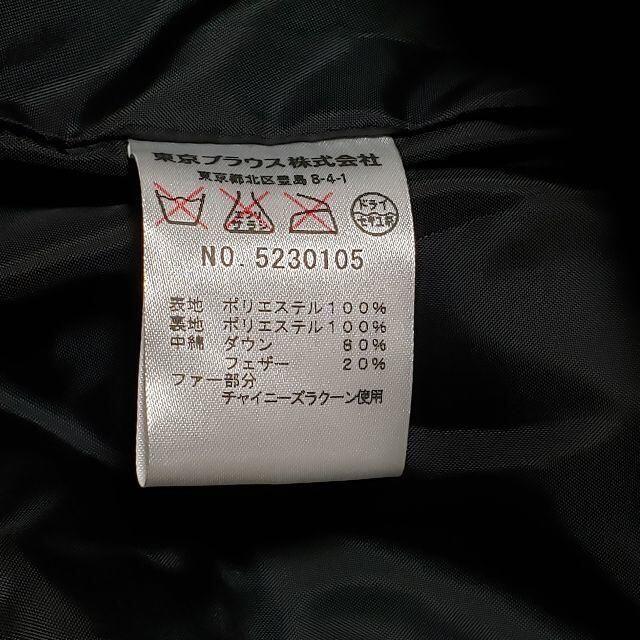 東京ブラウス株式会社
東京都北区豊島 8-4-1
エンソ
サラシ
ドライ
セキユ系
NO. 5230105
表地 ポリエステル100%
裏地 ポリエステル100%
中綿 ダウン 80%
フェザー 20%
ファー部分
チャイニーズラクーン使用